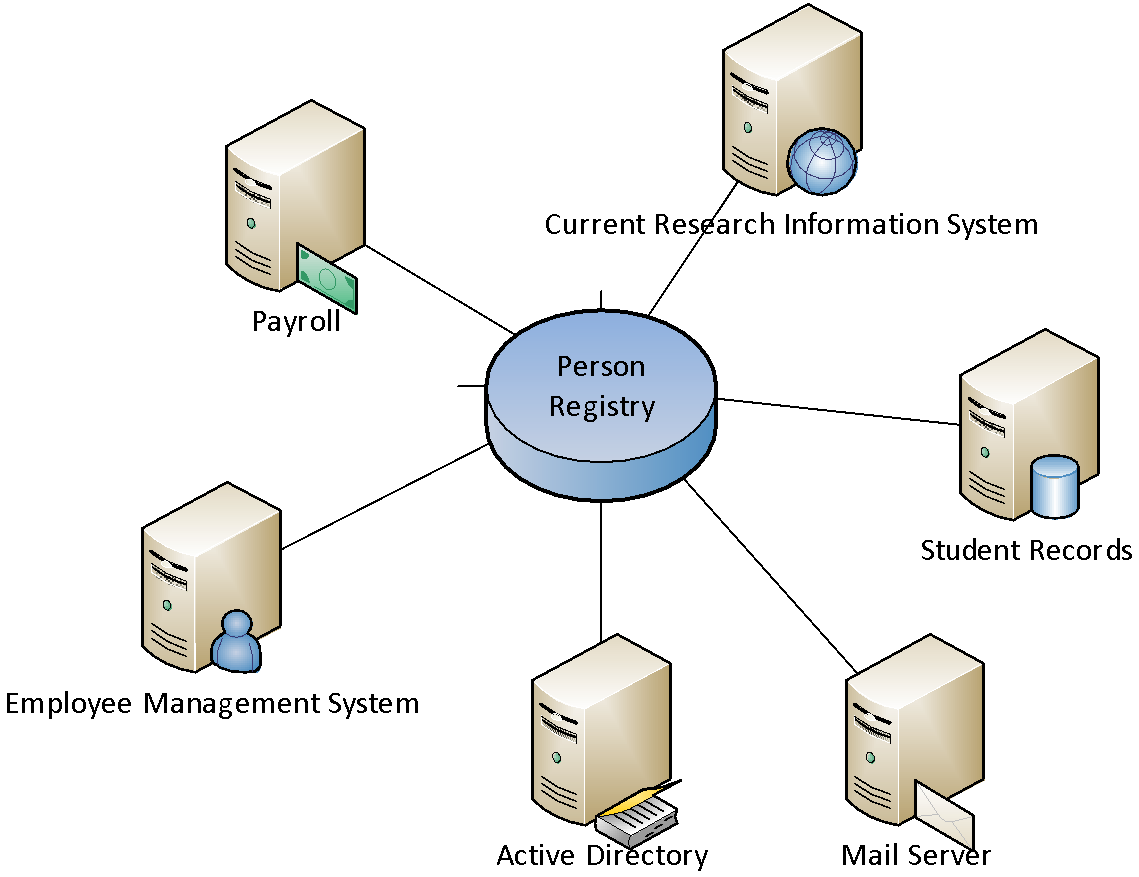 Current Research Information System
Payroll
Person
Registry
Student Records
Employee Management System
Active Directory
Mail Server